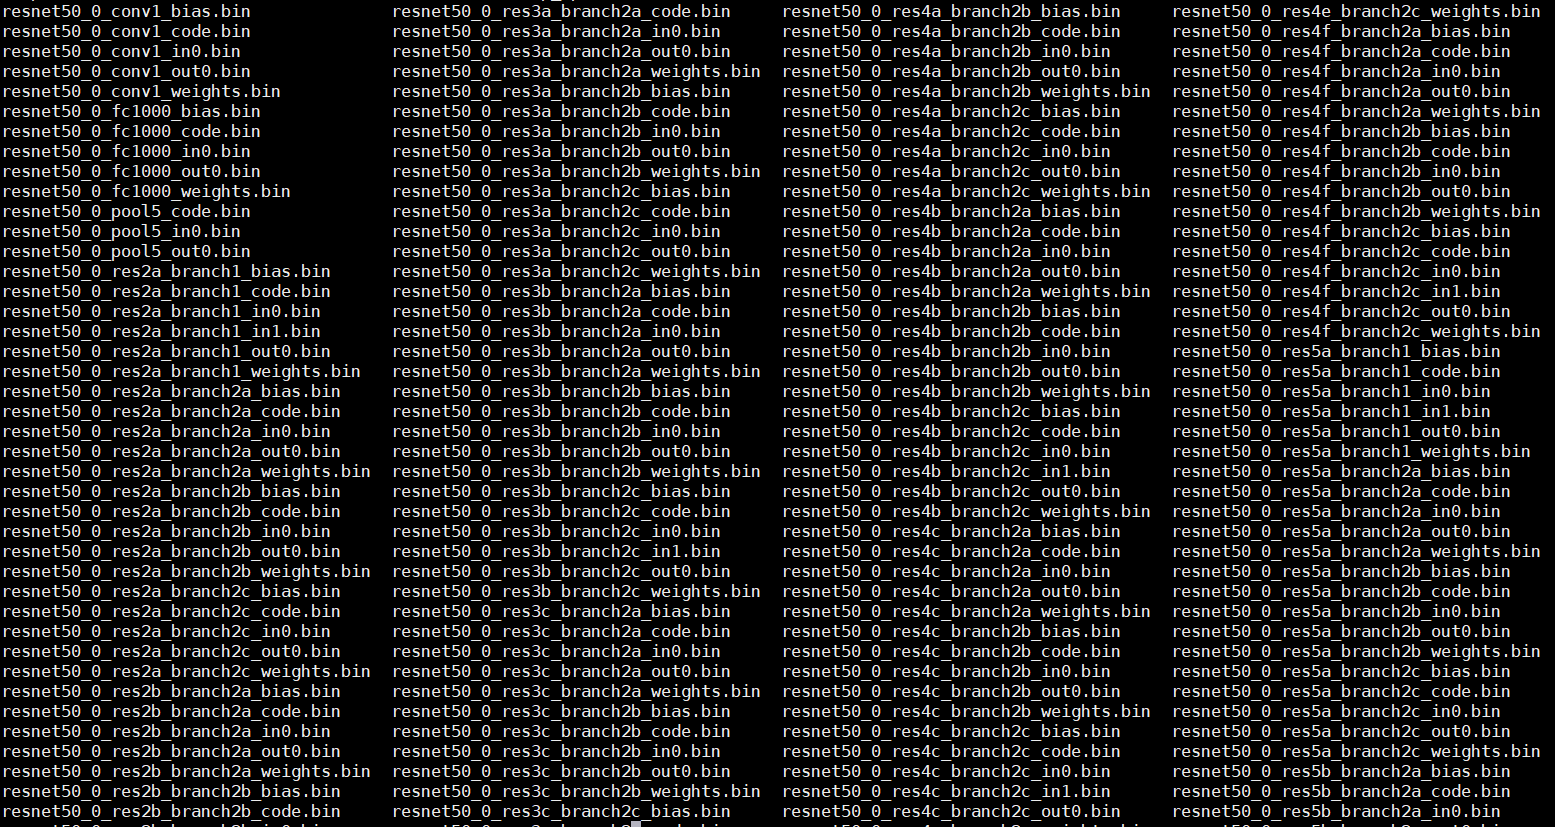 resnet50_0_conv1_bias.bin
resnet50_0_conv1_code.bin
resnet50_0_conv1_in0.bin
resnet50_0_conv1_out0.bin
resnet50_0_conv1_weights.bin
resnet50_0_fc1000_bias.bin
resnet50_0_fc1000_code.bin
resnet50_0_fc1000_in0.bin
resnet50_0_fc1000_out0.bin
resnet50_0_fc1000_weights.bin
resnet50_0_pool5_code.bin
resnet50_0_pool5_in0.bin
resnet50_0_pool5_out0.bin
resnet50_0_res2a_branch1_bias.bin
resnet50_0_res2a_branch1_code.bin
resnet50_0_res2a_branch1_in0.bin
resnet50_0_res2a_branch1_in1.bin
resnet50_0_res2a_branch1_out0.bin
resnet50_0_res2a_branch1_weights.bin
resnet50_0_res2a_branch2a_bias.bin
resnet50_0_res2a_branch2a_code.bin
resnet50_0_res2a_branch2a_in0.bin
resnet50_0_res2a_branch2a_out0.bin
resnet50_0_res2a_branch2a_weights.bin
resnet50_0_res2a_branch2b_bias.bin
resnet50_0_res2a_branch2b_code.bin
resnet50_0_res2a_branch2b_in0.bin
resnet50_0_res2a_branch2b_out0.bin
resnet50_0_res2a_branch2b_weights.bin
resnet50_0_res2a_branch2c_bias.bin
resnet50_0_res2a_branch2c_code.bin
resnet50_0_res2a_branch2c_in0.bin
resnet50_0_res2a_branch2c_out0.bin
resnet50_0_res2a_branch2c_weights.bin
resnet50_0_res2b_branch2a_bias.bin
resnet50_0_res2b_branch2a_code.bin
resnet50_0_res2b_branch2a_in0.bin
resnet50_0_res2b_branch2a_out0.bin
resnet50_0_res2b_branch2a_weights.bin
resnet50_0_res2b_branch2b_bias.bin
resnet50_0_res2b_branch2b_code.bin
resnet50_0_res3a_branch2a_code.bin
resnet50_0_res3a_branch2a_in0.bin
resnet50_0_res3a_branch2a_out0.bin
resnet50_0_res3a_branch2a_weights.bin
resnet50_0_res3a_branch2b_bias.bin
resnet50_0_res3a_branch2b_code.bin
resnet50_0_res3a_branch2b_in0.bin
resnet50_0_res3a_branch2b_out0.bin
resnet50_0_res3a_branch2b_weights.bin
resnet50_0_res3a_branch2c_bias.bin
resnet50_0_res3a_branch2c_code.bin
resnet50_0_res3a_branch2c_in0.bin
resnet50_0_res3a_branch2c_out0.bin
resnet50_0_res3a_branch2c_weights.bin
resnet50_0_res3b_branch2a_bias.bin
resnet50_0_res3b_branch2a_code.bin
resnet50_0_res3b_branch2a_in0.bin
resnet50_0_res3b_branch2a_out0.bin
resnet50_0_res3b_branch2a_weights.bin
resnet50_0_res3b_branch2b_bias.bin
resnet50_0_res3b_branch2b_code.bin
resnet50_0_res3b_branch2b_in0.bin
resnet50_0_res3b_branch2b_out0.bin
resnet50_0_res3b_branch2b_weights.bin
resnet50_0_res3b_branch2c_bias.bin
resnet50_0_res3b_branch2c_code.bin
resnet50_0_res3b_branch2c_in0.bin
resnet50_0_res3b_branch2c_in1.bin
resnet50_0_res3b_branch2c_out0.bin
resnet50_0_res3b_branch2c_weights.bin
resnet50_0_res3c_branch2a_bias.bin
resnet50_0_res3c_branch2a_code.bin
resnet50_0_res3c_branch2a_in0.bin
resnet50_0_res3c_branch2a_out0.bin
resnet50_0_res3c_branch2a_weights.bin
resnet50_0_res3c_branch2b_bias.bin
resnet50_0_res3c_branch2b_code.bin
resnet50_0_res3c_branch2b_in0.bin
resnet50_0_res3c_branch2b_out0.bin
resnet50_0_res3c_branch2b_weights.bin
resnet50_0_res3c_branch2c_bias.bin
resnet50_0_res4a_branch2b_bias.bin
resnet50_0_res4a_branch2b_code.bin
resnet50_0_res4a_branch2b_in0.bin
resnet50_0_res4a_branch2b_out0.bin
resnet50_0_res4a_branch2b_weights.bin
resnet50_0_res4a_branch2c_bias.bin
resnet50_0_res4a_branch2c_code.bin
resnet50_0_res4a_branch2c_in0.bin
resnet50_0_res4a_branch2c_out0.bin
resnet50_0_res4a_branch2c_weights.bin
resnet50_0_res4b_branch2a_bias.bin
resnet50_0_res4b_branch2a_code.bin
resnet50_0_res4b_branch2a_in0.bin
resnet50_0_res4b_branch2a_out0.bin
resnet50_0_res4b_branch2a_weights.bin
resnet50_0_res4b_branch2b_bias.bin
resnet50_0_res4b_branch2b_code.bin
resnet50_0_res4b_branch2b_in0.bin
resnet50_0_res4b_branch2b_out0.bin
resnet50_0_res4b_branch2b_weights.bin
resnet50_0_res4b_branch2c_bias.bin
resnet50_0_res4b_branch2c_code.bin
resnet50_0_res4b_branch2c_in0.bin
resnet50_0_res4b_branch2c_in1.bin
resnet50_0_res4b_branch2c_out0.bin
resnet50_0_res4b_branch2c_weights.bin
resnet50_0_res4c_branch2a_bias.bin
resnet50_0_res4c_branch2a_code.bin
resnet50_0_res4c_branch2a_in0.bin
resnet50_0_res4c_branch2a_out0.bin
resnet50_0_res4c_branch2a_weights.bin
resnet50_0_res4c_branch2b_bias.bin
resnet50_0_res4c_branch2b_code.bin
resnet50_0_res4c_branch2b_in0.bin
resnet50_0_res4c_branch2b_out0.bin
resnet50_0_res4c_branch2b_weights.bin
resnet50_0_res4c_branch2c_bias.bin
resnet50_0_res4c_branch2c_code.bin
resnet50_0_res4c_branch2c_in0.bin
resnet50_0_res4c_branch2c_in1.bin
resnet50_0_res4c_branch2c_out0.bin
resnet50_0_res4e_branch2c_weights.bin
resnet50_0_res4f_branch2a_bias.bin
resnet50_0_res4f_branch2a_code.bin
resnet50_0_res4f_branch2a_in0.bin
resnet50_0_res4f_branch2a_out0.bin
resnet50_0_res4f_branch2a_weights.bin
resnet50_0_res4f_branch2b_bias.bin
resnet50_0_res4f_branch2b_code.bin
resnet50_0_res4f_branch2b_in0.bin
resnet50_0_res4f_branch2b_out0.bin
resnet50_0_res4f_branch2b_weights.bin
resnet50_0_res4f_branch2c_bias.bin
resnet50_0_res4f_branch2c_code.bin
resnet50_0_res4f_branch2c_in0.bin
resnet50_0_res4f_branch2c_in1.bin
resnet50_0_res4f_branch2c_out0.bin
resnet50_0_res4f_branch2c_weights.bin
resnet50_0_res5a_branch1_bias.bin
resnet50_0_res5a_branch1_code.bin
resnet50_0_res5a_branch1_in0.bin
resnet50_0_res5a_branch1_in1.bin
resnet50_0_res5a_branch1_out0.bin
resnet50_0_res5a_branch1_weights.bin
resnet50_0_res5a_branch2a_bias.bin
resnet50_0_res5a_branch2a_code.bin
resnet50_0_res5a_branch2a_in0.bin
resnet50_0_res5a_branch2a_out0.bin
resnet50_0_res5a_branch2a_weights.bin
resnet50_0_res5a_branch2b_bias.bin
resnet50_0_res5a_branch2b_code.bin
resnet50_0_res5a_branch2b_in0.bin
resnet50_0_res5a_branch2b_out0.bin
resnet50_0_res5a_branch2b_weights.bin
resnet50_0_res5a_branch2c_bias.bin
resnet50_0_res5a_branch2c_code.bin
resnet50_0_res5a_branch2c_in0.bin
resnet50_0_res5a_branch2c_out0.bin
resnet50_0_res5a_branch2c_weights.bin
resnet50_0_res5b_branch2a_bias.bin
resnet50_0_res5b_branch2a_code.bin
resnet50_0_res5b_branch2a_in0.bin